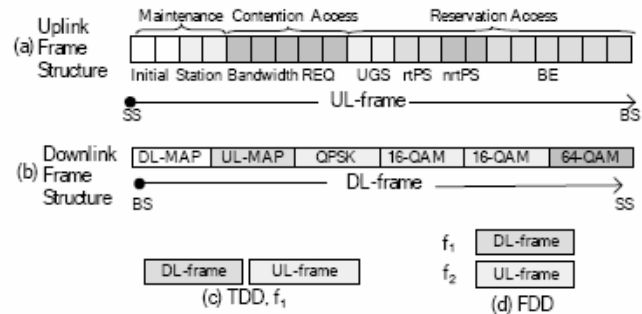 Maintenance Contention Access Reservation Access
(a) Uplink Frame Structure
Initial Station Bandwidth REQ UGS rtPS nrtPS BE
SS UL-frame BS
(b) Downlink Frame Structure
DL-MAP UL-MAP QPSK 16-QAM 16-QAM 64-QAM
DL-frame
BS SS
DL-frame UL-frame
(c) TDD, f1
f1 DL-frame
f2 UL-frame
(d) FDD